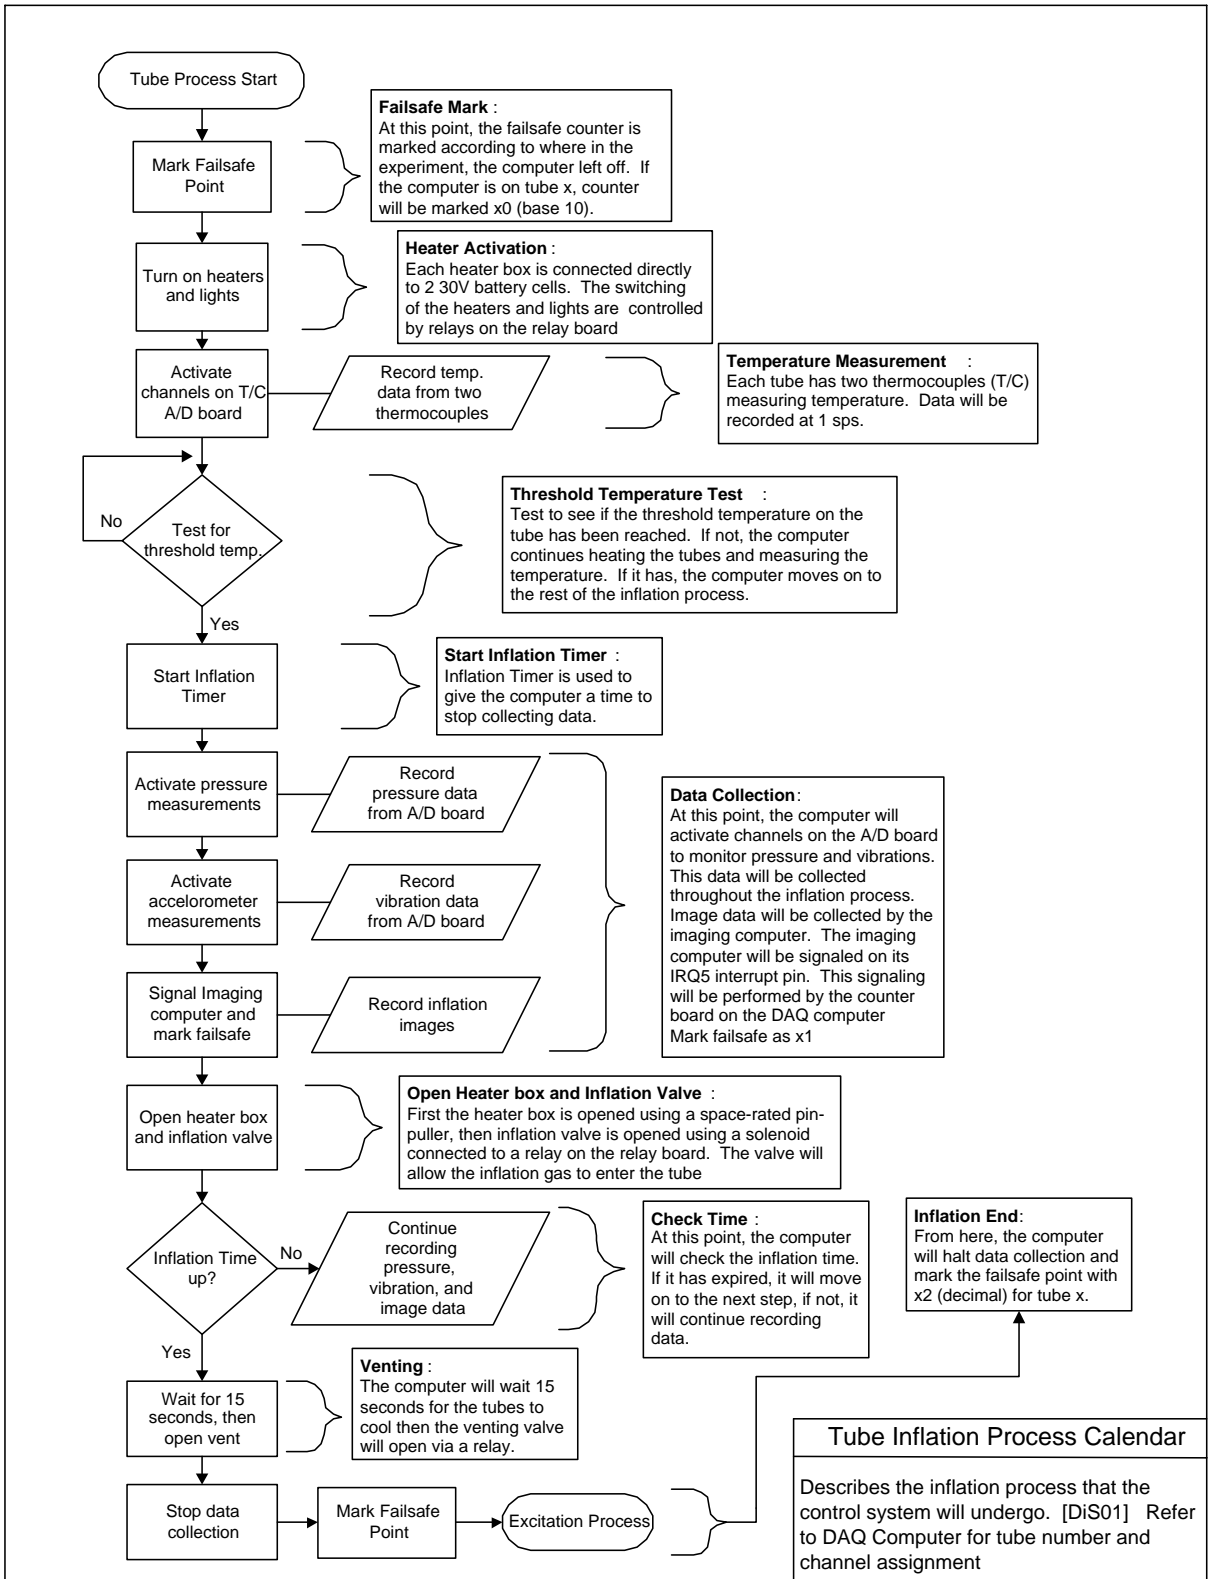 Tube Process Start
Failsafe Mark :
At this point, the failsafe counter is
marked according to where in the
experiment, the computer left off.  If
the computer is on tube x, counter
will be marked x0 (base 10).
Mark Failsafe
Point
Heater Activation :
Each heater box is connected directly
to 2 30V battery cells.  The switching
of the heaters and lights are  controlled
by relays on the relay board
Turn on heaters
and lights
Activate
channels on T/C
A/D board
Record temp.
data from two
thermocouples
Temperature Measurement :
Each tube has two thermocouples (T/C)
measuring temperature.  Data will be
recorded at 1 sps.
No
Test for
threshold temp.
Yes
Threshold Temperature Test :
Test to see if the threshold temperature on the
tube has been reached.  If not, the computer
continues heating the tubes and measuring the
temperature.  If it has, the computer moves on to
the rest of the inflation process.
Start Inflation
Timer
Start Inflation Timer :
Inflation Timer is used to
give the computer a time to
stop collecting data.
Activate pressure
measurements
Record
pressure data
from A/D board
Activate
accelorometer
measurements
Record
vibration data
from A/D board
Signal Imaging
computer and
mark failsafe
Record inflation
images
Data Collection:
At this point, the computer will
activate channels on the A/D board
to monitor pressure and vibrations.
This data will be collected
throughout the inflation process.
Image data will be collected by the
imaging computer.  The imaging
computer will be signaled on its
IRQ5 interrupt pin.  This signaling
will be performed by the counter
board on the DAQ computer
Mark failsafe as x1
Open heater box
and inflation valve
Open Heater box and Inflation Valve :
First the heater box is opened using a space-rated pin-
puller, then inflation valve is opened using a solenoid
connected to a relay on the relay board.  The valve will
allow the inflation gas to enter the tube
Inflation Time
up?
No
Yes
Continue
recording
pressure,
vibration, and
image data
Check Time :
At this point, the computer
will check the inflation time.
If it has expired, it will move
on to the next step, if not, it
will continue recording
data.
Inflation End:
From here, the computer
will halt data collection and
mark the failsafe point with
x2 (decimal) for tube x.
Wait for 15
seconds, then
open vent
Venting :
The computer will wait 15
seconds for the tubes to
cool then the venting valve
will open via a relay.
Stop data
collection
Mark Failsafe
Point
Excitation Process
Tube Inflation Process Calendar
Describes the inflation process that the
control system will undergo.  [DiS01]   Refer
to DAQ Computer for tube number and
channel assignment